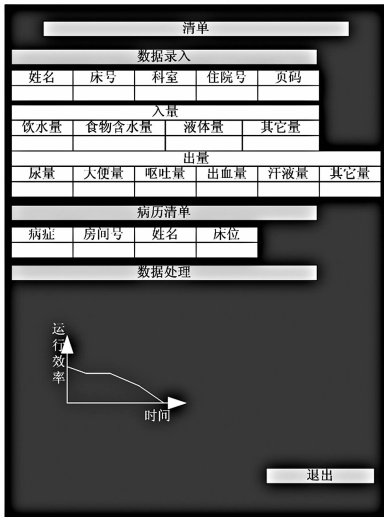 清单
数据录入
姓名 床号 科室 住院号 页码
入量
饮水量 食物含水量 液体量 其它量
出量
尿量 大便量 呕吐量 出血量 汗液量 其它量
病历清单
病症 房间号 姓名 床位
数据处理
运行效率
时间
退出